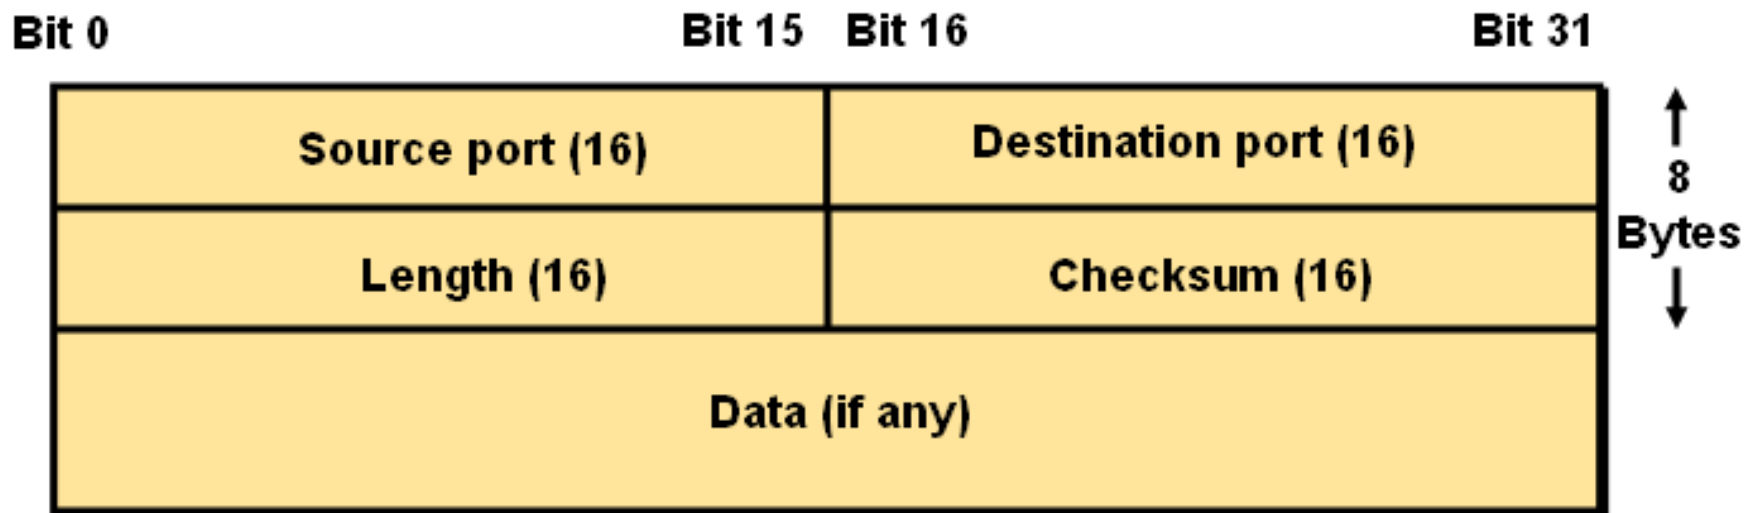 Bit 0 Bit 15 Bit 16 Bit 31
Source port (16) Destination port (16)
Length (16) Checksum (16)
8
Bytes
Data (if any)